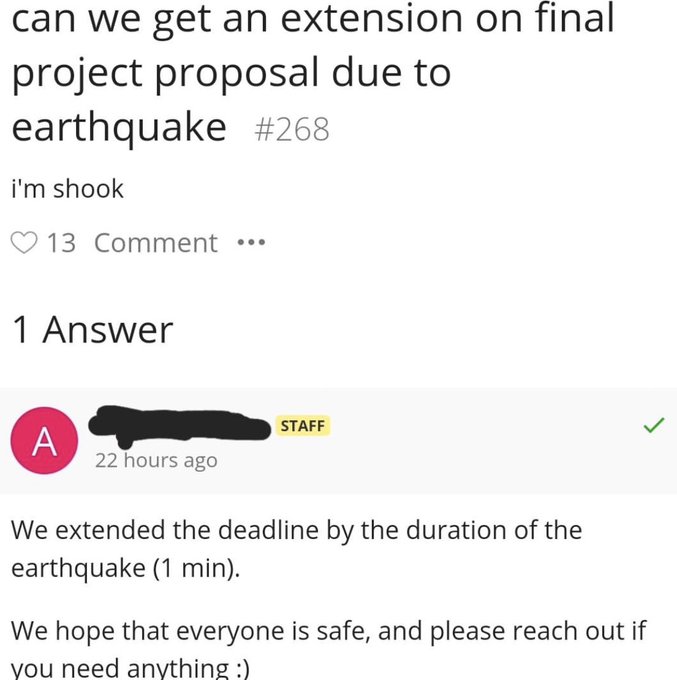 can we get an extension on final
project proposal due to
earthquake #268
i'm shook
13 Comment •••
1 Answer
A
STAFF
22 hours ago
We extended the deadline by the duration of the
earthquake (1 min).
We hope that everyone is safe, and please reach out if
you need anything :)